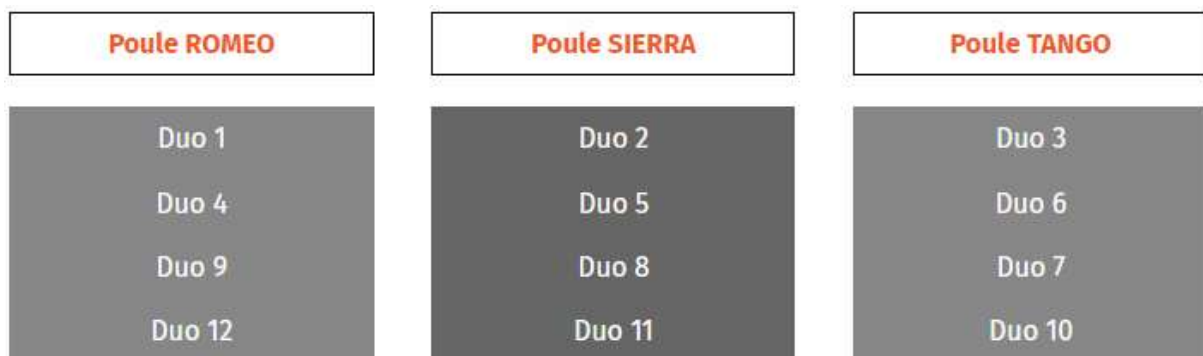 Poule ROMEO
Duo 1
Duo 4
Duo 9
Duo 12
Poule SIERRA
Duo 2
Duo 5
Duo 8
Duo 11
Poule TANGO
Duo 3
Duo 6
Duo 7
Duo 10